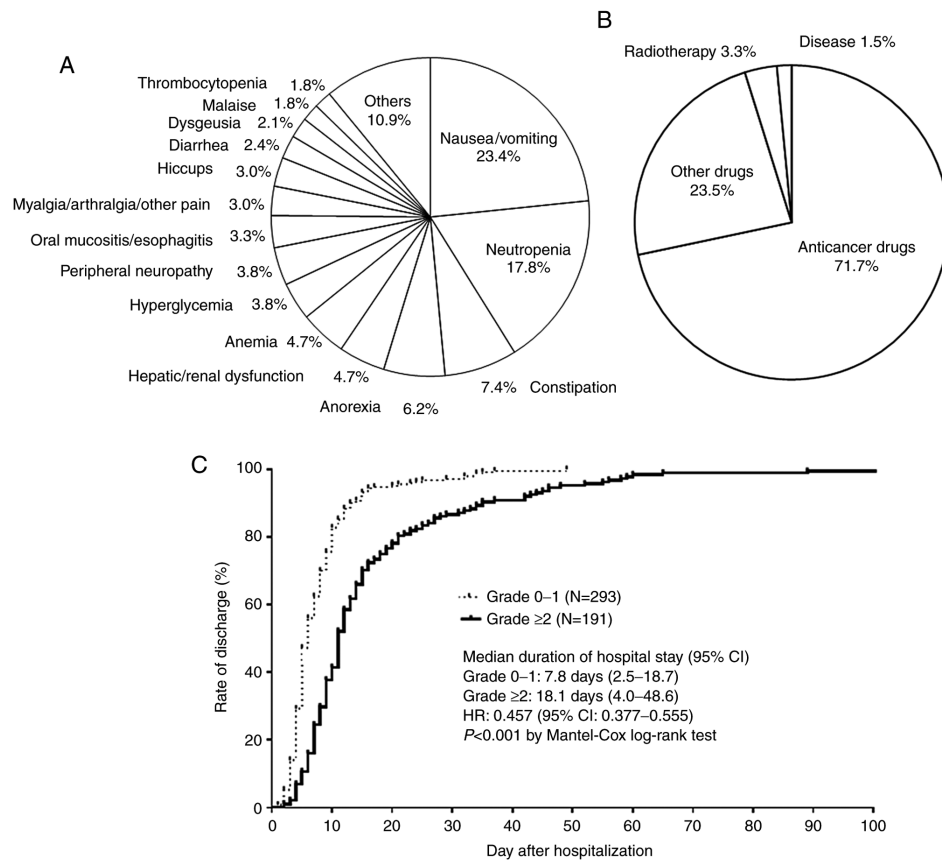 A
Thrombocytopenia 1.8%
Malaise 1.8%
Dysgeusia 2.1%
Diarrhea 2.4%
Hiccups 3.0%
Myalgia/arthralgia/other pain 3.0%
Oral mucositis/esophagitis 3.3%
Peripheral neuropathy 3.8%
Hyperglycemia 3.8%
Anemia 4.7%
Hepatic/renal dysfunction 4.7%
Anorexia 6.2%
7.4% Constipation
Others
10.9%
Nausea/vomiting
23.4%
Neutropenia
17.8%
B
Radiotherapy 3.3%
Disease 1.5%
Other drugs
23.5%
Anticancer drugs
71.7%
C
Rate of discharge (%)
100
80
60
40
20
0
Grade 0–1 (N=293)
Grade ≥2 (N=191)
Median duration of hospital stay (95% CI)
Grade 0–1: 7.8 days (2.5–18.7)
Grade ≥2: 18.1 days (4.0–48.6)
HR: 0.457 (95% CI: 0.377–0.555)
P<0.001 by Mantel-Cox log-rank test
0 10 20 30 40 50 60 70 80 90 100
Day after hospitalization